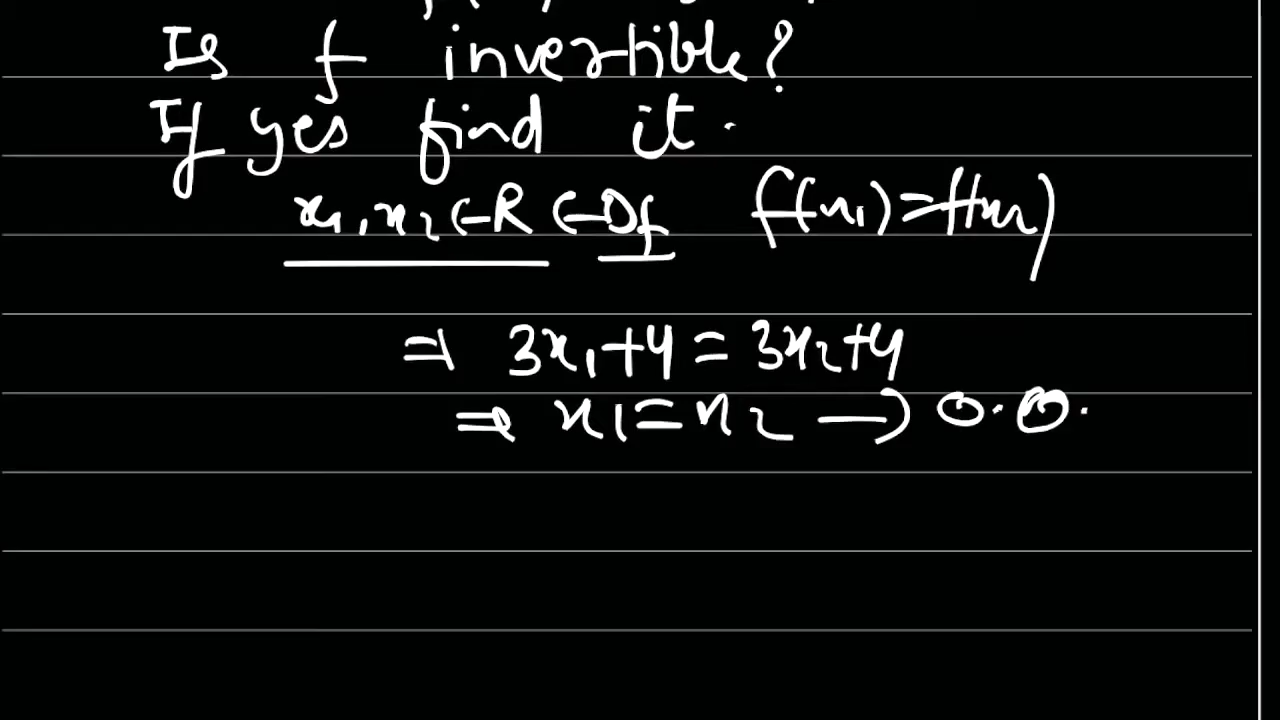 Is f invertible?
If yes find it.
x1, x2 ∈ R ∈ Df f(x1) = f(x2)
⇒ 3x1+4 = 3x2+4
⇒ x1 = x2 → O.O.